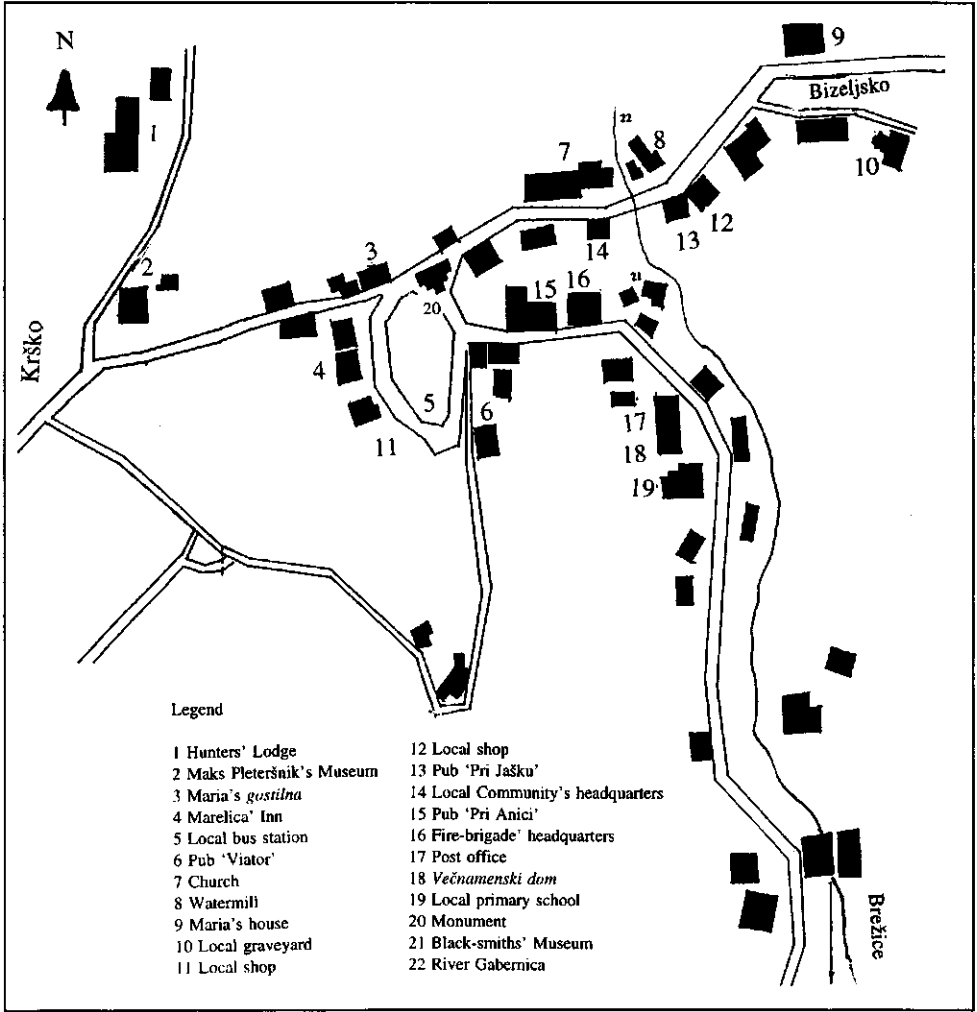 N
9
Bizeljsko
1
22
8
7
10
12
13
14
2
3
20
15
16
21
Krško
4
5
11
6
17
18
19
Brežice
Legend
1 Hunters' Lodge
2 Maks Pleteršnik's Museum
3 Maria's gostilna
4 Marelica' Inn
5 Local bus station
6 Pub 'Viator'
7 Church
8 Watermill
9 Maria's house
10 Local graveyard
11 Local shop
12 Local shop
13 Pub 'Pri Jašku'
14 Local Community's headquarters
15 Pub 'Pri Anici'
16 Fire-brigade' headquarters
17 Post office
18 Večnamenski dom
19 Local primary school
20 Monument
21 Black-smiths' Museum
22 River Gabernica